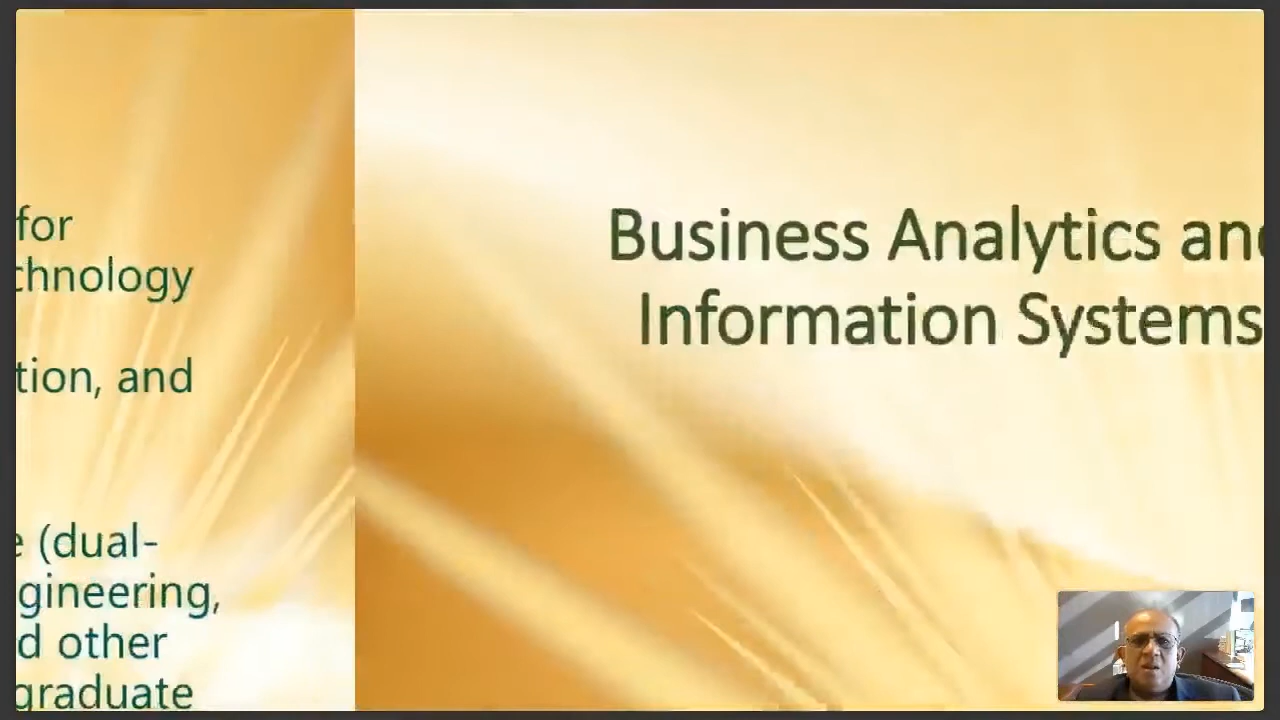 for
chnology
tion, and
e (dual-
gineering,
d other
graduate
Business Analytics and
Information Systems